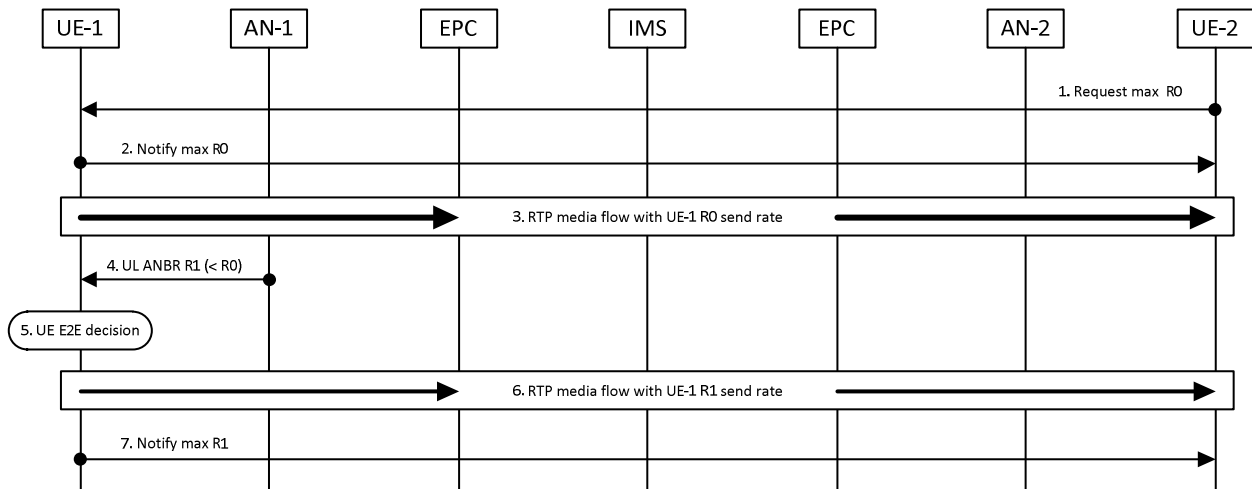 UE-1
AN-1
EPC
IMS
EPC
AN-2
UE-2
1. Request max R0
2. Notify max R0
3. RTP media flow with UE-1 R0 send rate
4. UL ANBR R1 (< R0)
5. UE E2E decision
6. RTP media flow with UE-1 R1 send rate
7. Notify max R1